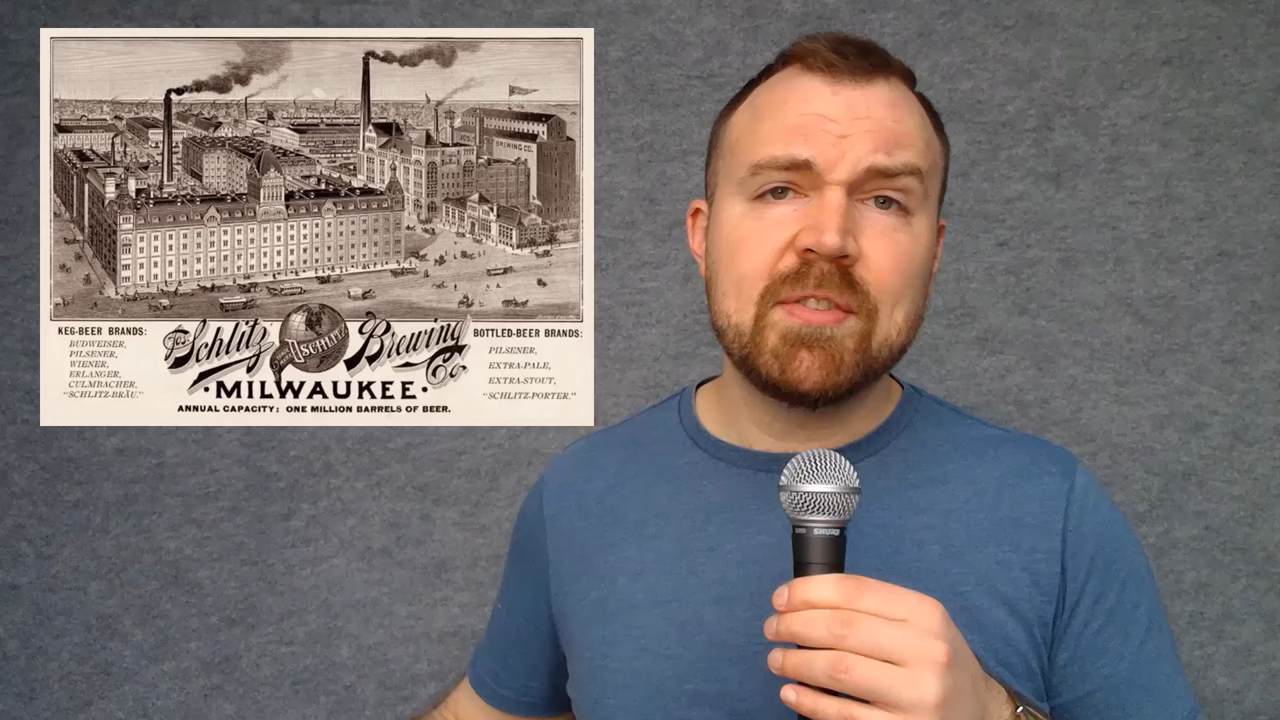 BREWING CO.
Jos. Schlitz Brewing Co.
SCHLITZ
MILWAUKEE
ANNUAL CAPACITY: ONE MILLION BARRELS OF BEER.
KEG-BEER BRANDS:
BUDWEISER,
PILSENER,
WIENER,
ERLANGER,
CULMBACHER,
"SCHLITZ-BRÄU."
BOTTLED-BEER BRANDS:
PILSENER,
EXTRA-PALE,
EXTRA-STOUT,
"SCHLITZ-PORTER."
SHURE